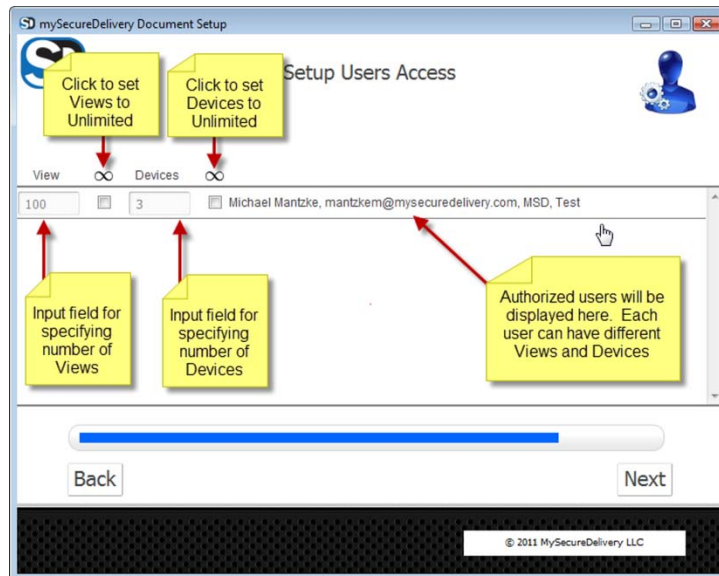 mySecureDelivery Document Setup
SD
Setup Users Access
Click to set
Views to
Unlimited
Click to set
Devices to
Unlimited
View ∞ Devices ∞
100 3 Michael Mantzke, mantzkem@mysecuredelivery.com, MSD, Test
Input field for
specifying
number of
Views
Input field for
specifying
number of
Devices
Authorized users will be
displayed here. Each
user can have different
Views and Devices
Back
Next
© 2011 MySecureDelivery LLC